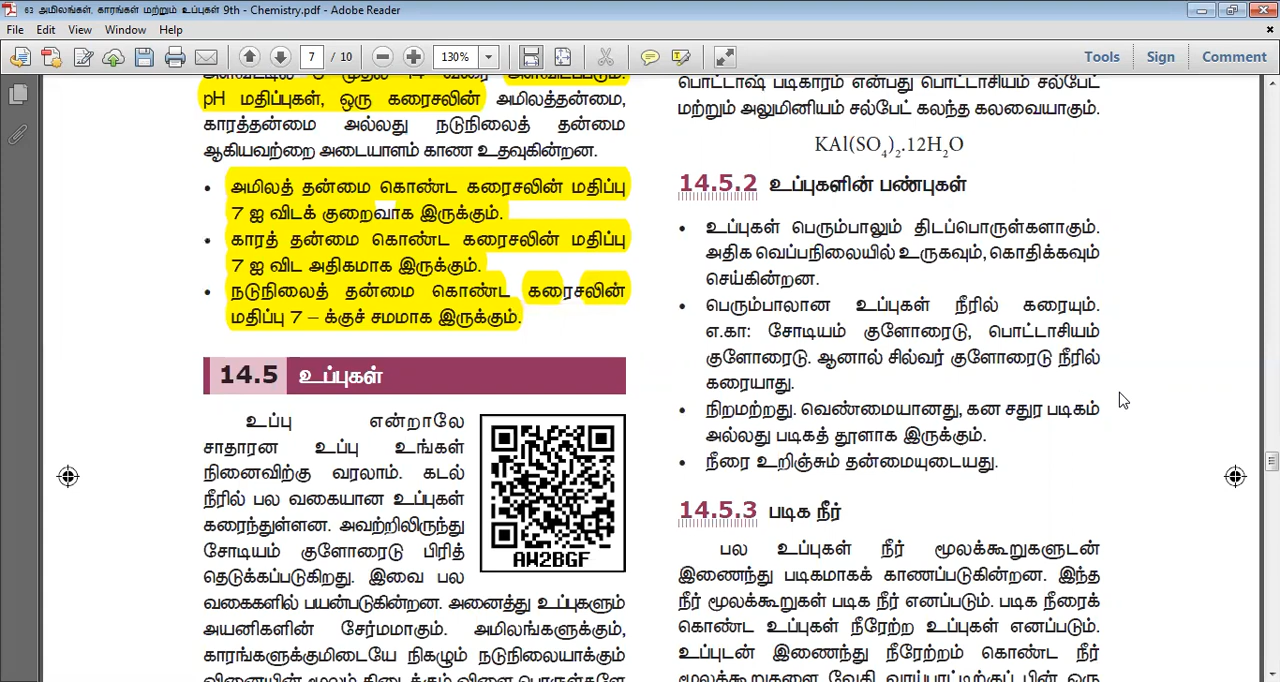 63 அமிலங்கள், காரங்கள் மற்றும் உப்புகள் 9th - Chemistry.pdf - Adobe Reader
File Edit View Window Help
7 / 10 130% Tools Sign Comment
pH மதிப்புகள், ஒரு கரைசலின் அமிலத்தன்மை,
காரத்தன்மை அல்லது நடுநிலைத் தன்மை
ஆகியவற்றை அடையாளம் காண உதவுகின்றன.
• அமிலத் தன்மை கொண்ட கரைசலின் மதிப்பு
7 ஐ விடக் குறைவாக இருக்கும்.
• காரத் தன்மை கொண்ட கரைசலின் மதிப்பு
7 ஐ விட அதிகமாக இருக்கும்.
• நடுநிலைத் தன்மை கொண்ட கரைசலின்
மதிப்பு 7 – க்குச் சமமாக இருக்கும்.
14.5 உப்புகள்
உப்பு என்றாலே
சாதாரன உப்பு உங்கள்
நினைவிற்கு வரலாம். கடல்
நீரில் பல வகையான உப்புகள்
கரைந்துள்ளன. அவற்றிலிருந்து
சோடியம் குளோரைடு பிரித்
தெடுக்கப்படுகிறது. இவை பல
வகைகளில் பயன்படுகின்றன. அனைத்து உப்புகளும்
அயனிகளின் சேர்மமாகும். அமிலங்களுக்கும்,
காரங்களுக்குமிடையே நிகழும் நடுநிலையாக்கும்
வினையின் மூலம் கிடைக்கும் விளை பொருள்களே
AW2BGF
பொட்டாஷ் படிகாரம் என்பது பொட்டாசியம் சல்பேட்
மற்றும் அலுமினியம் சல்பேட் கலந்த கலவையாகும்.
KAl(SO₄)₂.12H₂O
14.5.2 உப்புகளின் பண்புகள்
• உப்புகள் பெரும்பாலும் திடப்பொருள்களாகும்.
அதிக வெப்பநிலையில் உருகவும், கொதிக்கவும்
செய்கின்றன.
• பெரும்பாலான உப்புகள் நீரில் கரையும்.
எ.கா: சோடியம் குளோரைடு, பொட்டாசியம்
குளோரைடு. ஆனால் சில்வர் குளோரைடு நீரில்
கரையாது.
• நிறமற்றது. வெண்மையானது, கன சதுர படிகம்
அல்லது படிகத் தூளாக இருக்கும்.
• நீரை உறிஞ்சும் தன்மையுடையது.
14.5.3 படிக நீர்
பல உப்புகள் நீர் மூலக்கூறுகளுடன்
இணைந்து படிகமாகக் காணப்படுகின்றன. இந்த
நீர் மூலக்கூறுகள் படிக நீர் எனப்படும். படிக நீரைக்
கொண்ட உப்புகள் நீரேற்ற உப்புகள் எனப்படும்.
உப்புடன் இணைந்து நீரேற்றம் கொண்ட நீர்
மூலக்கூறுகளை வேதி வாய்பாட்டிற்குப் பின் ஒரு